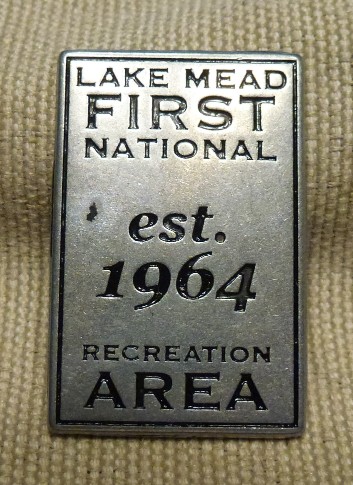 LAKE MEAD
FIRST
NATIONAL
est.
1964
RECREATION
AREA